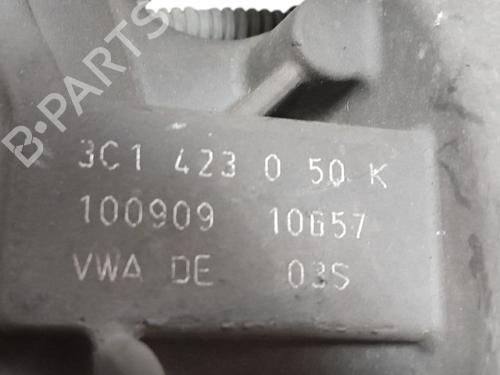 B-PARTS
3C1 423 0 50 K
100909 10657
VWA DE 03S